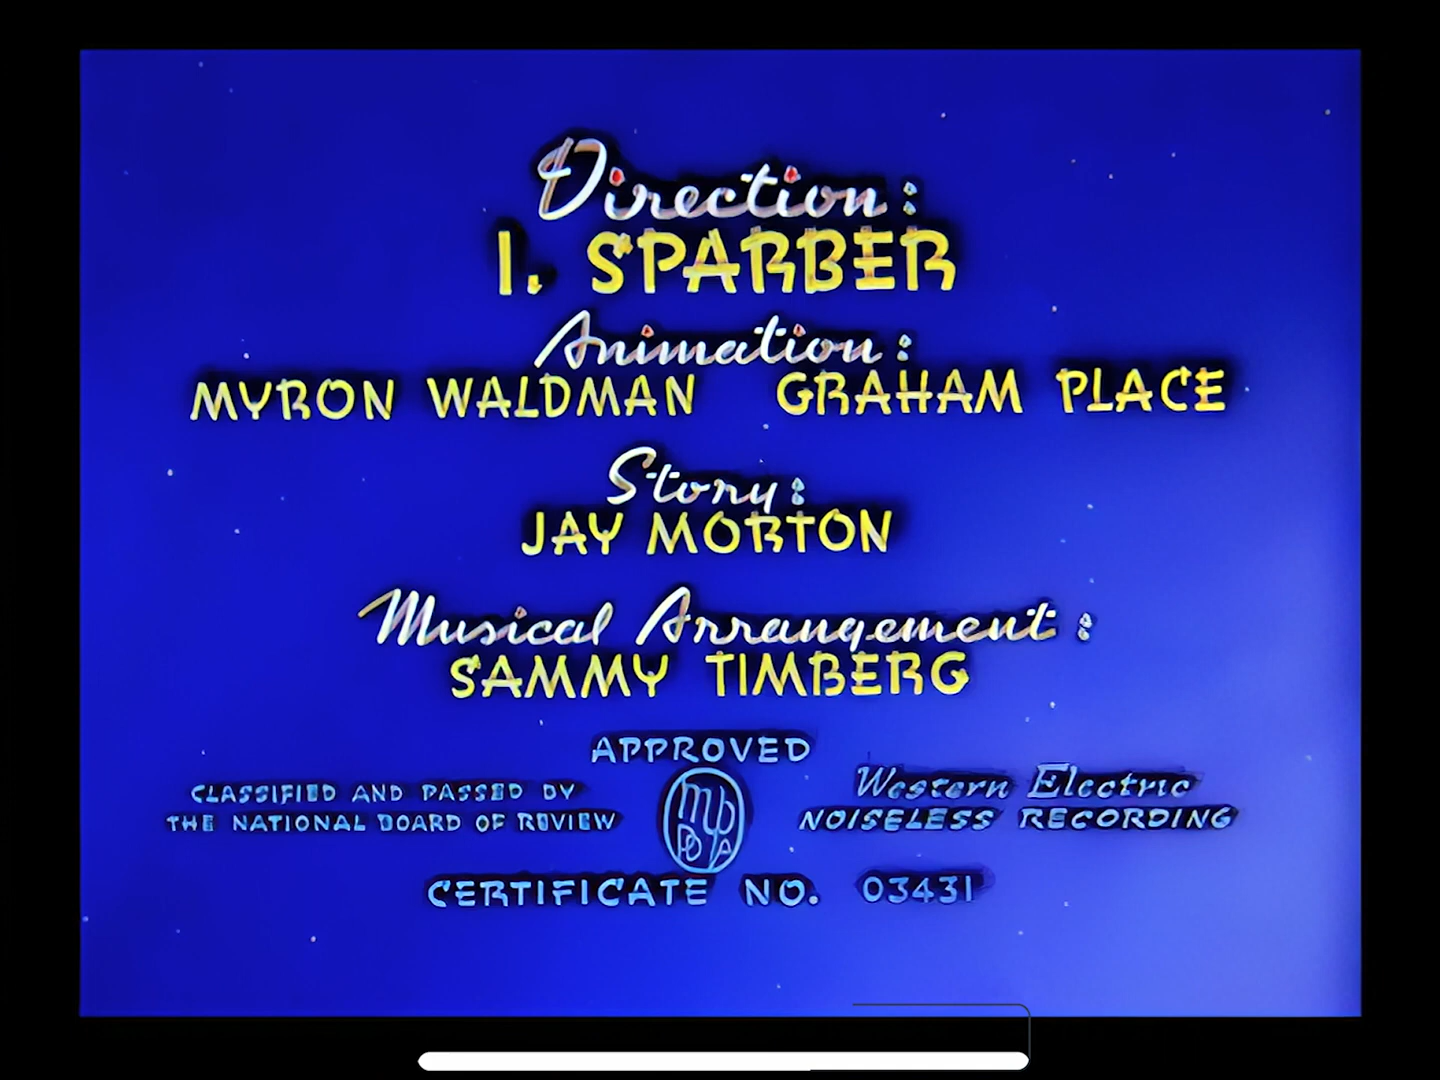 Direction:
I. SPARBER
Animation:
MYRON WALDMAN GRAHAM PLACE
Story:
JAY MORTON
Musical Arrangement:
SAMMY TIMBERG
APPROVED
CLASSIFIED AND PASSED BY
THE NATIONAL BOARD OF REVIEW
MPPDA
Western Electric
NOISELESS RECORDING
CERTIFICATE NO. 03431